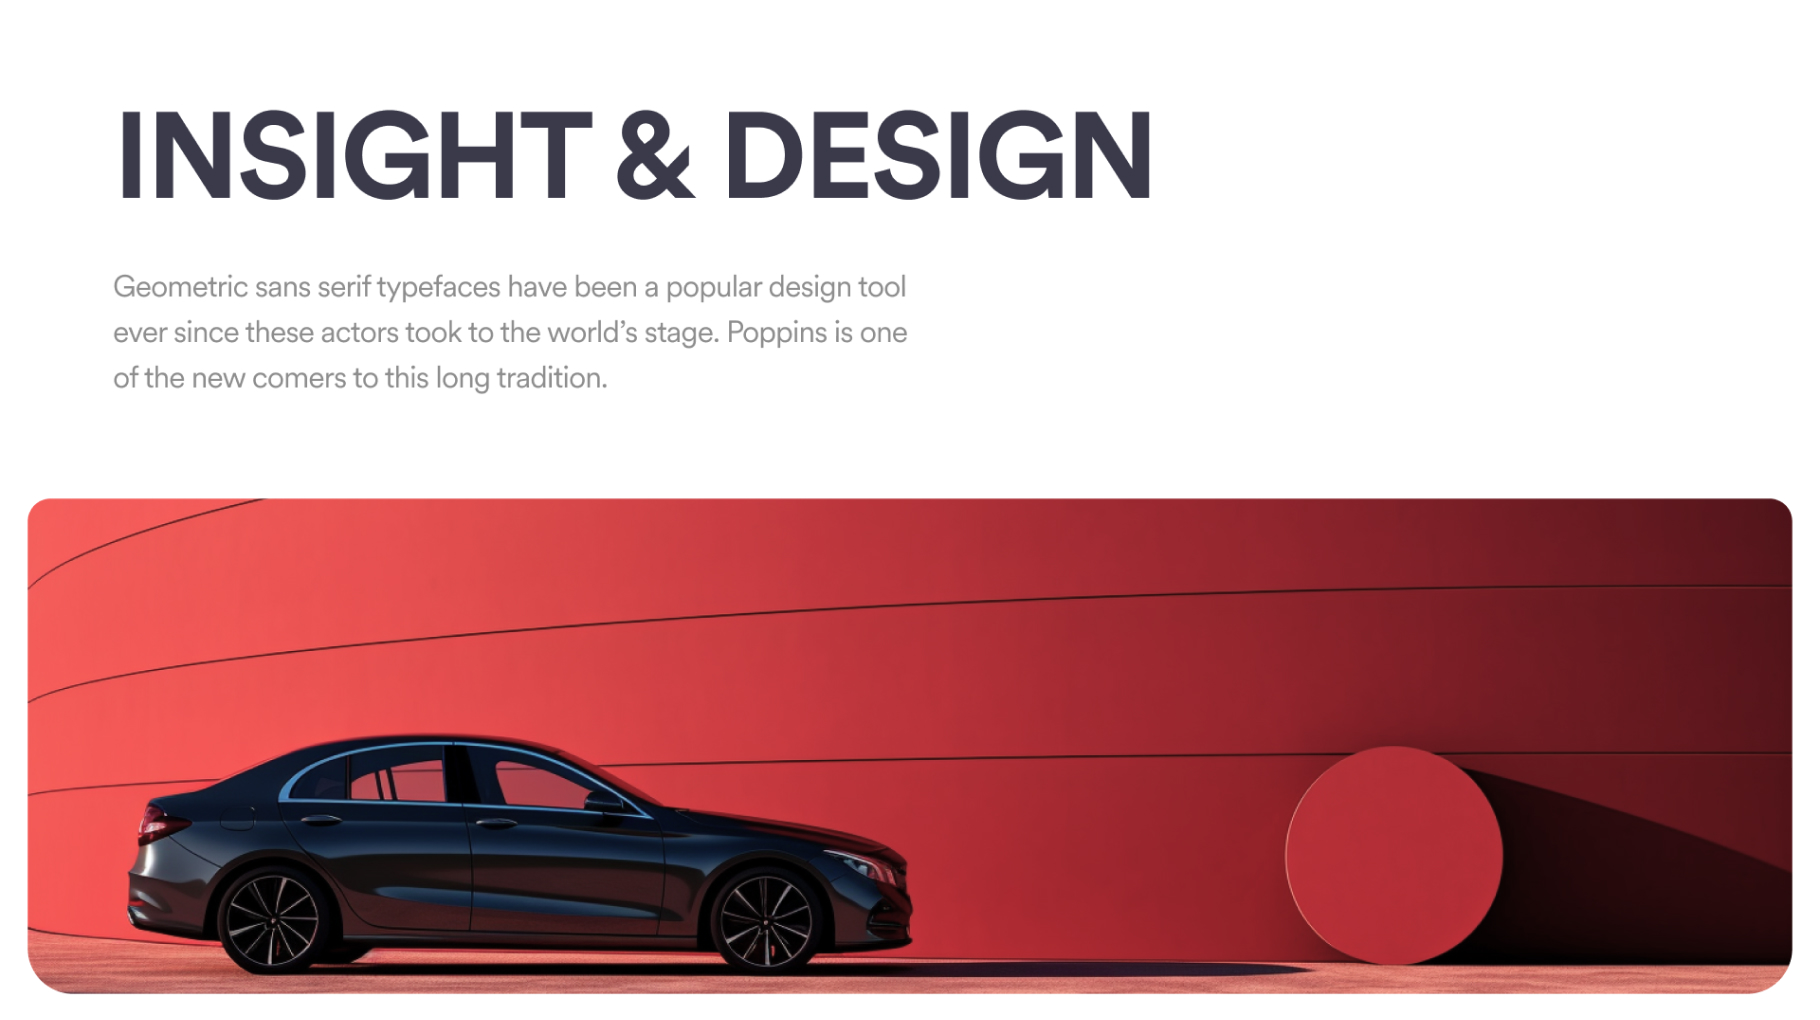 INSIGHT & DESIGN
Geometric sans serif typefaces have been a popular design tool
ever since these actors took to the world’s stage. Poppins is one
of the new comers to this long tradition.